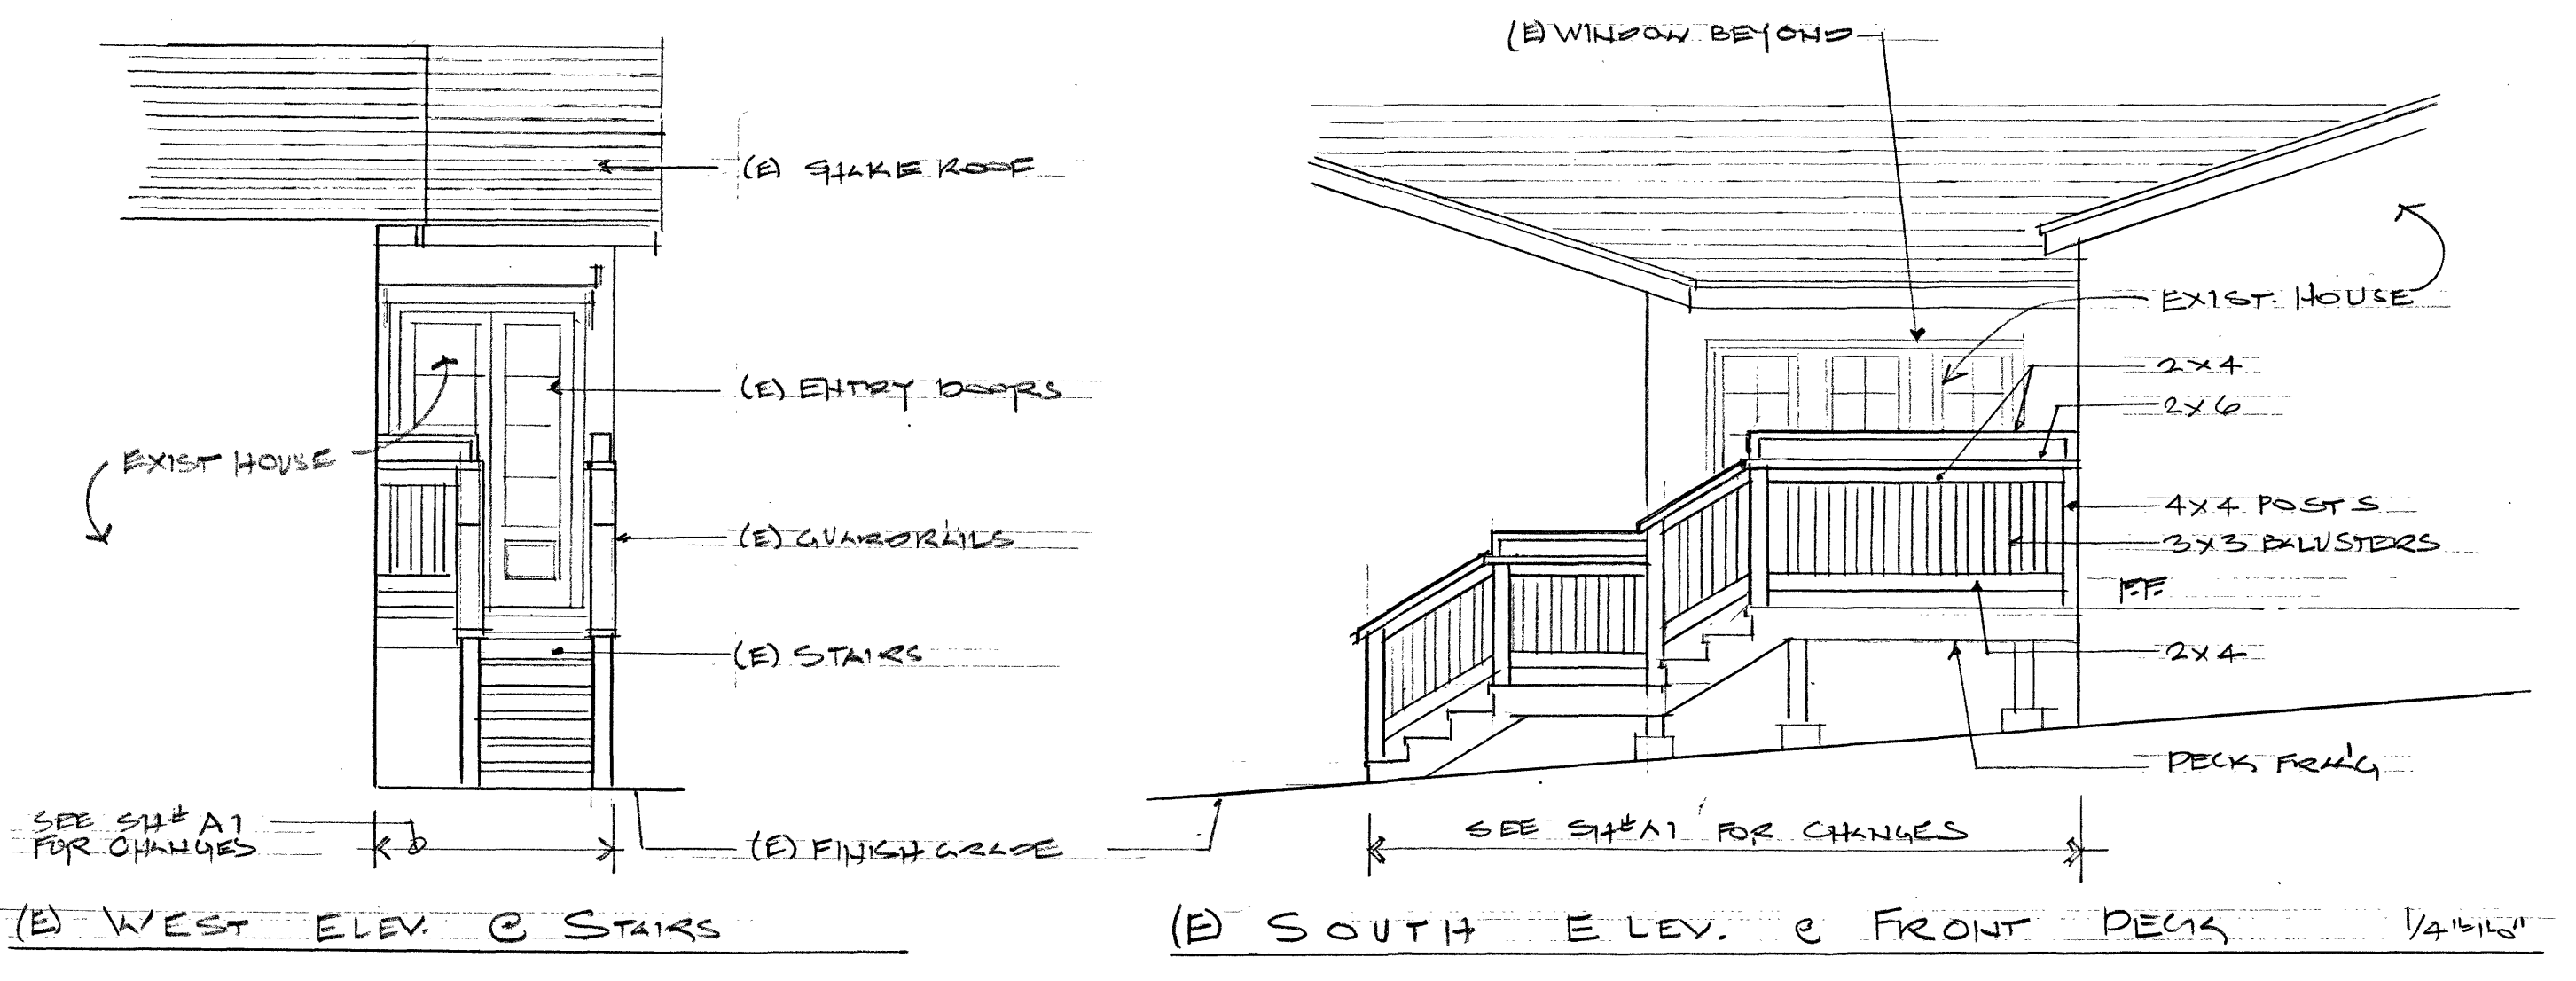 (E) WINDOW BEYOND
(E) SHAKE ROOF
EXIST. HOUSE
2X4
2X6
(E) ENTRY DOORS
EXIST HOUSE
4X4 POSTS
3X3 BALUSTERS
(E) GUARDRAILS
F.F.
(E) STAIRS
2X4
DECK FRM'G
SEE SH# A1
FOR CHANGES
(E) FINISH GRADE
SEE SH# A1 FOR CHANGES
(E) WEST ELEV. @ STAIRS
(E) SOUTH ELEV. @ FRONT DECK 1/4"=1'-0"